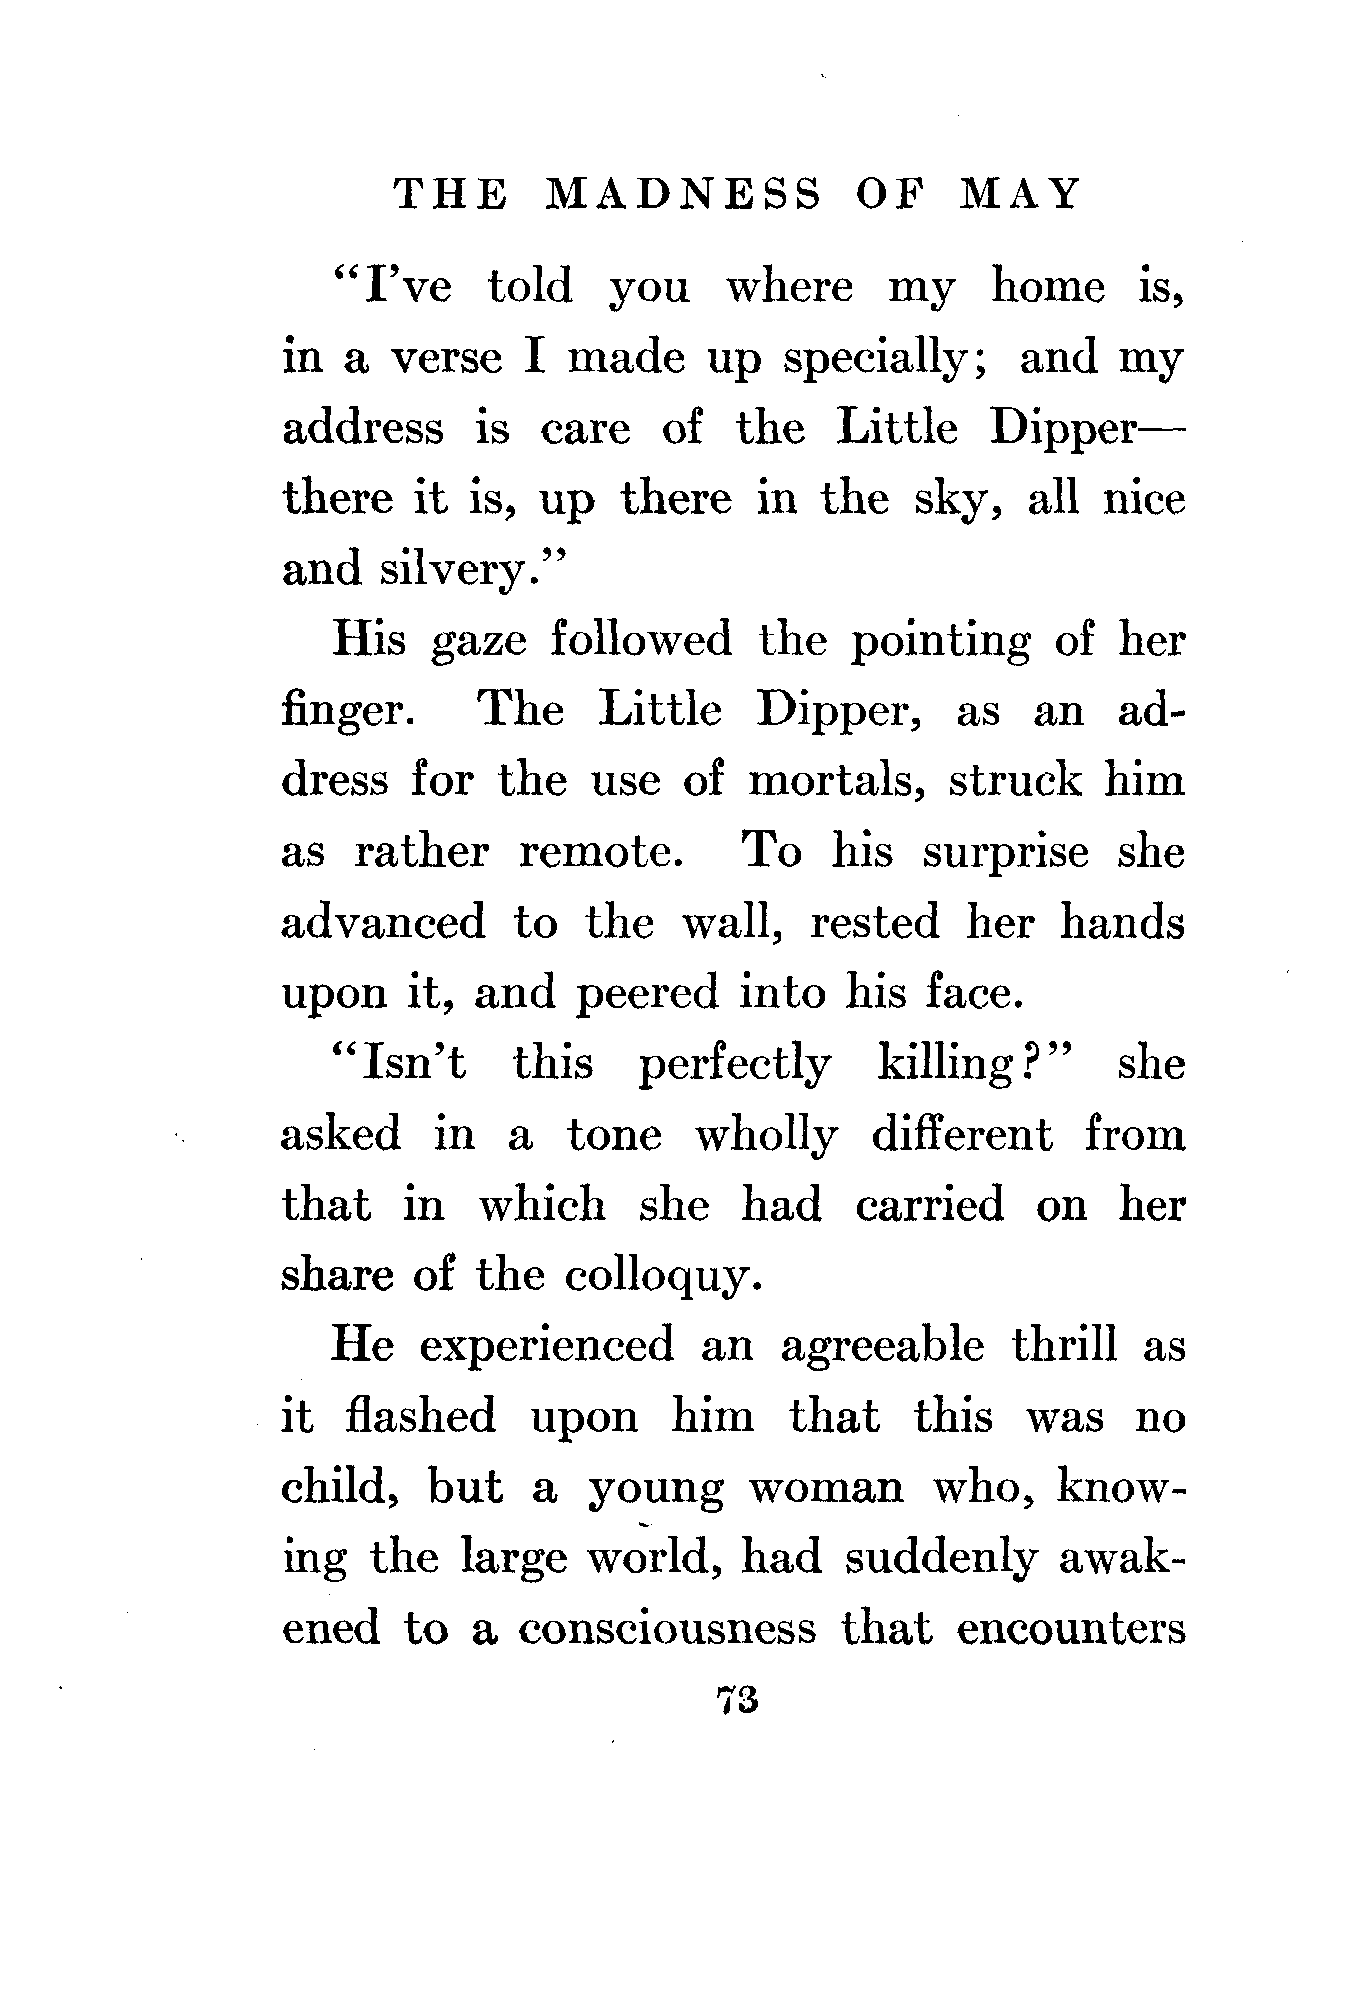 THE MADNESS OF MAY
“I’ve told you where my home is,
in a verse I made up specially; and my
address is care of the Little Dipper—
there it is, up there in the sky, all nice
and silvery.”
His gaze followed the pointing of her
finger. The Little Dipper, as an ad-
dress for the use of mortals, struck him
as rather remote. To his surprise she
advanced to the wall, rested her hands
upon it, and peered into his face.
“Isn’t this perfectly killing?” she
asked in a tone wholly different from
that in which she had carried on her
share of the colloquy.
He experienced an agreeable thrill as
it flashed upon him that this was no
child, but a young woman who, know-
ing the large world, had suddenly awak-
ened to a consciousness that encounters
73